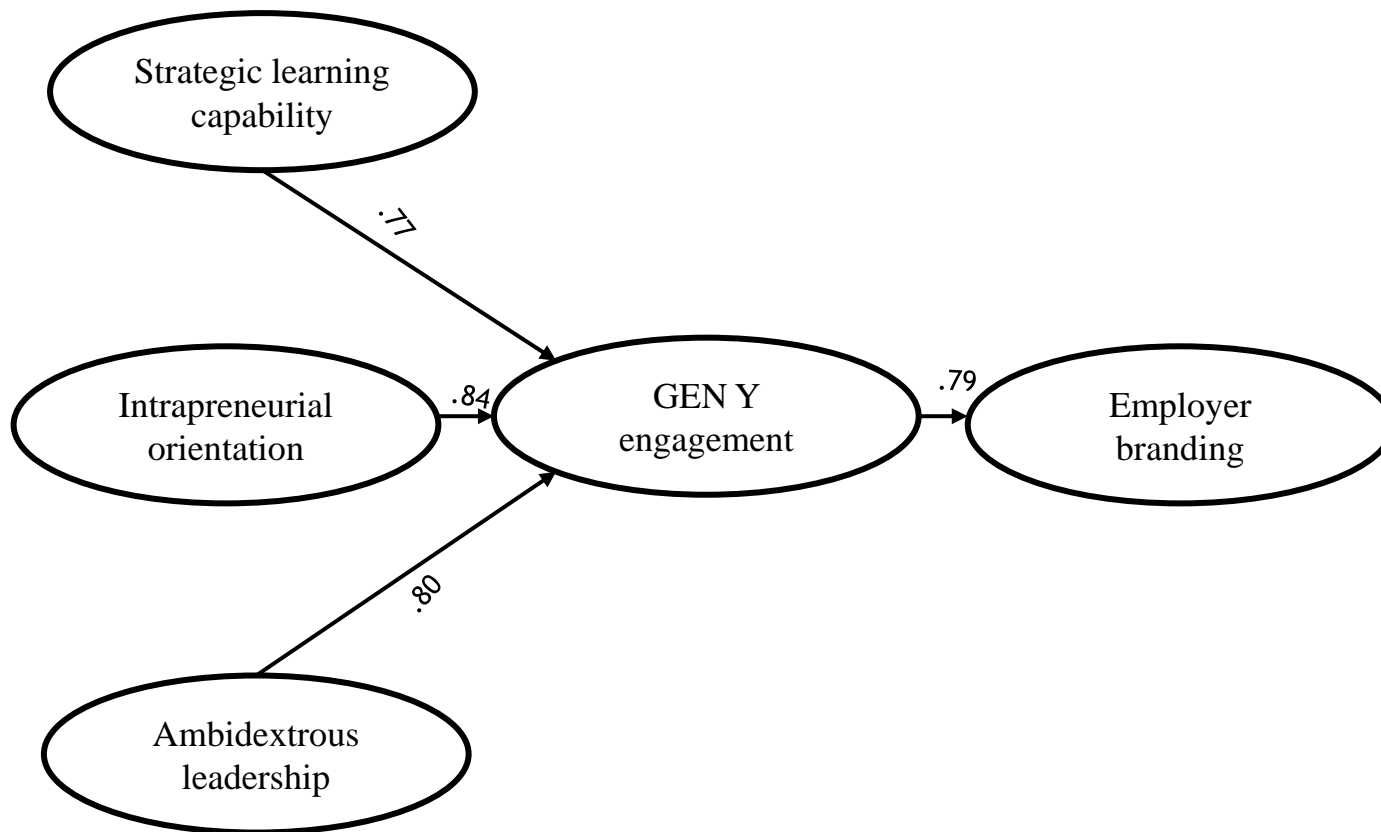 Strategic learning
capability
.77
Intrapreneurial
orientation
.84
GEN Y
engagement
.79
Employer
branding
.80
Ambidextrous
leadership